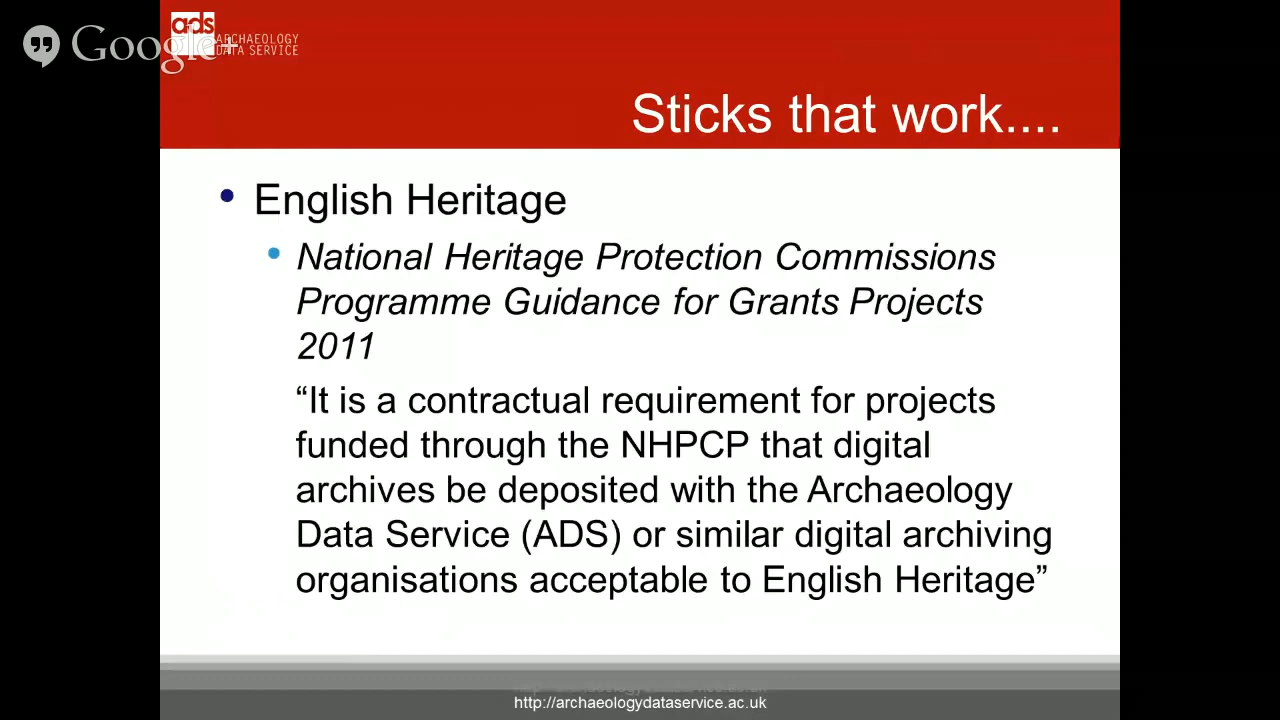 Google+
ads
ARCHAEOLOGY
DATA SERVICE
Sticks that work....
• English Heritage
• National Heritage Protection Commissions
Programme Guidance for Grants Projects
2011
“It is a contractual requirement for projects
funded through the NHPCP that digital
archives be deposited with the Archaeology
Data Service (ADS) or similar digital archiving
organisations acceptable to English Heritage”
http://archaeologydataservice.ac.uk